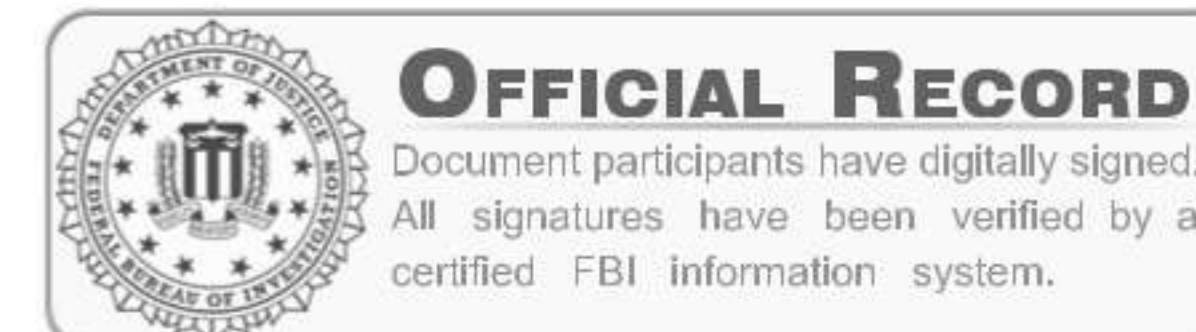 DEPARTMENT OF JUSTICE
FEDERAL BUREAU OF INVESTIGATION
OFFICIAL RECORD
Document participants have digitally signed.
All signatures have been verified by a
certified FBI information system.